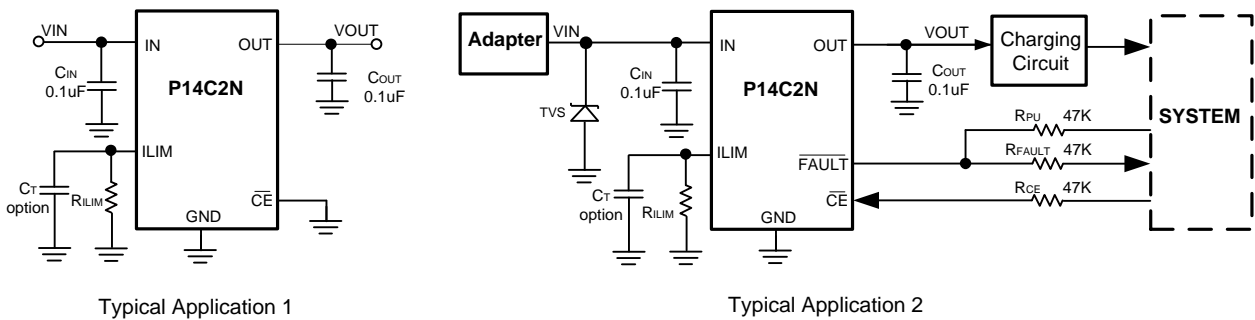 VIN
IN
OUT
VOUT
CIN
0.1uF
P14C2N
COUT
0.1uF
ILIM
CT
option
RILIM
CE
GND
Typical Application 1
Adapter
VIN
IN
OUT
VOUT
Charging
Circuit
CIN
0.1uF
P14C2N
COUT
0.1uF
TVS
SYSTEM
RPU 47K
ILIM
FAULT
RFAULT 47K
CT
option
RILIM
CE
RCE 47K
GND
Typical Application 2